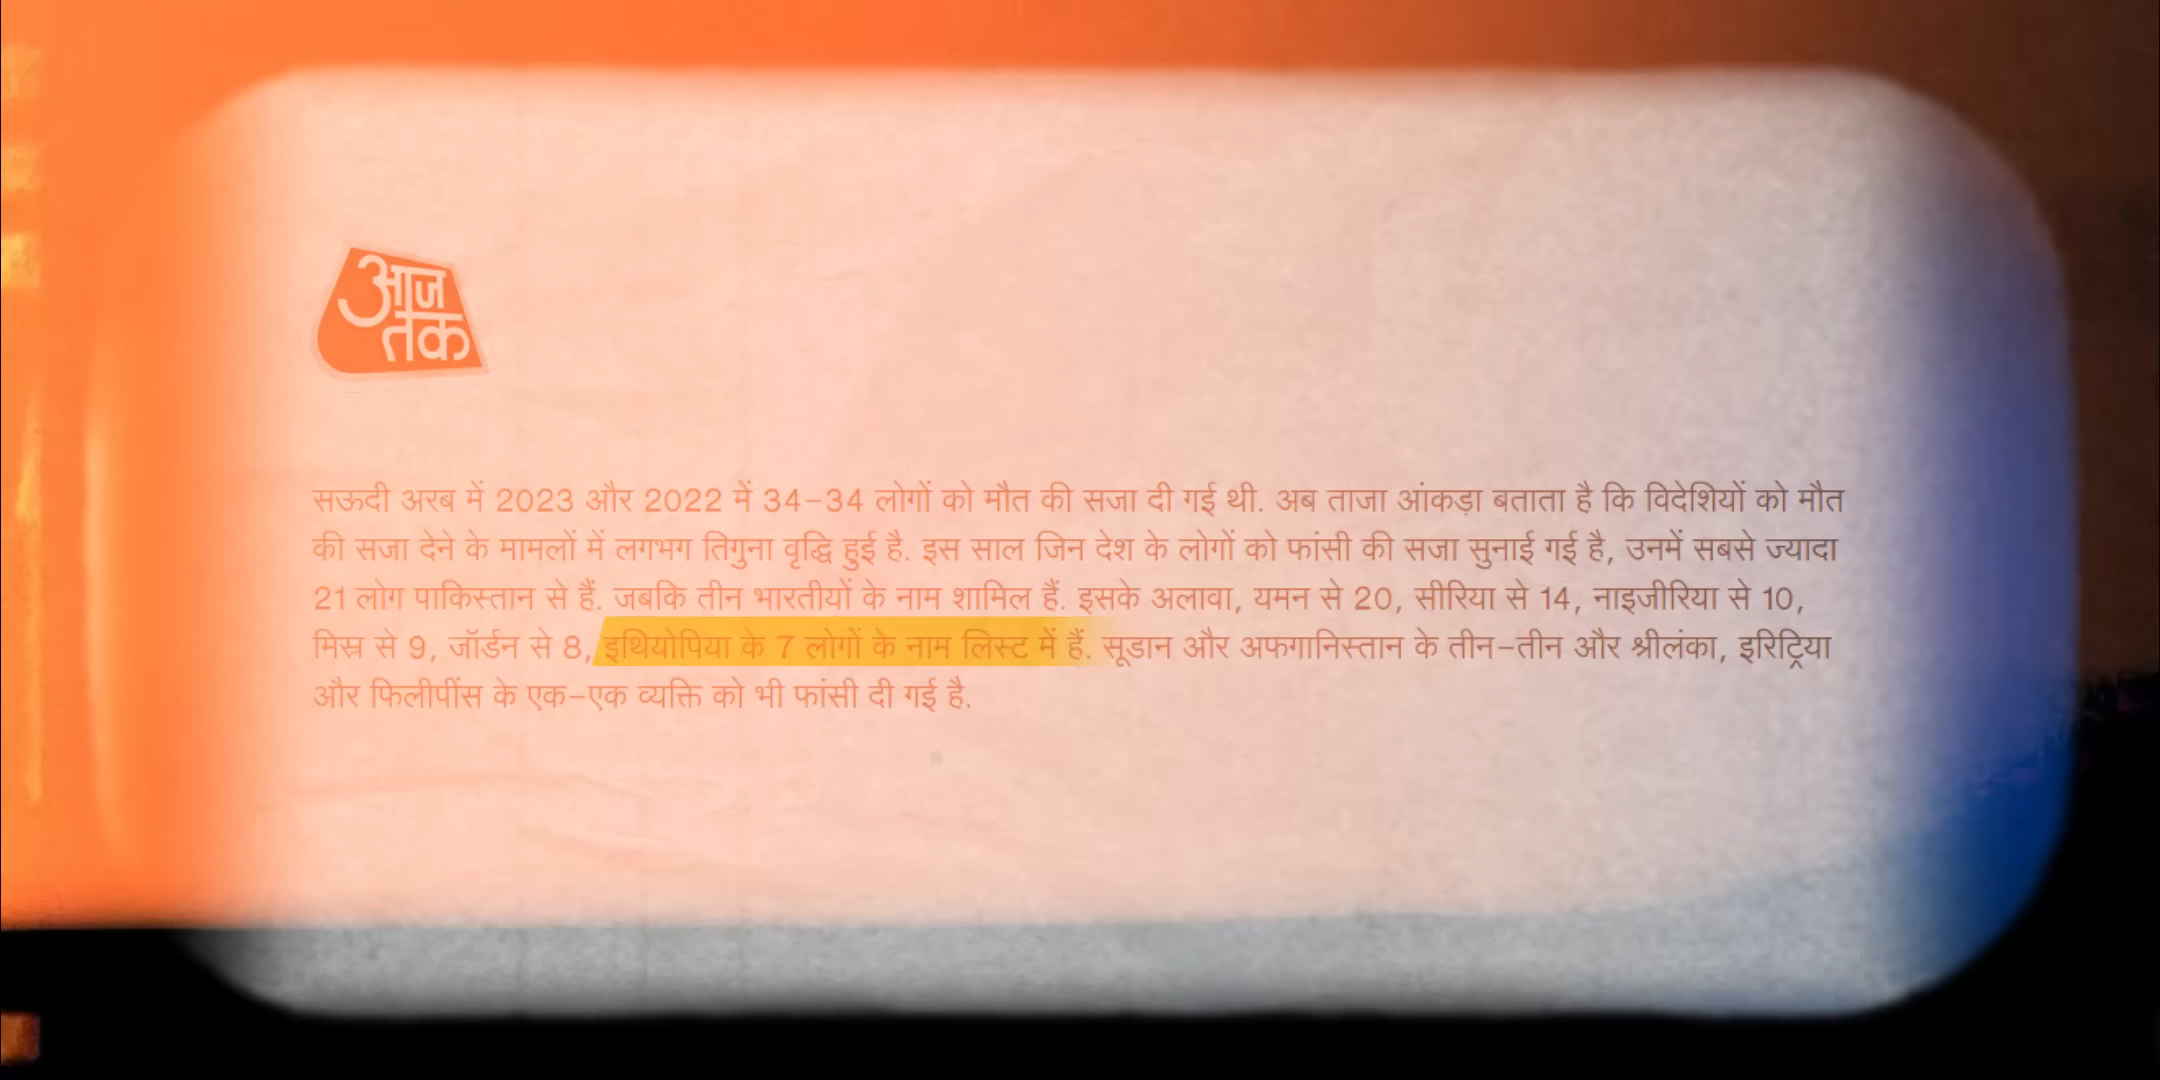 आज
तक
सऊदी अरब में 2023 और 2022 में 34-34 लोगों को मौत की सजा दी गई थी. अब ताजा आंकड़ा बताता है कि विदेशियों को मौत
की सजा देने के मामलों में लगभग तिगुना वृद्धि हुई है. इस साल जिन देश के लोगों को फांसी की सजा सुनाई गई है, उनमें सबसे ज्यादा
21 लोग पाकिस्तान से हैं. जबकि तीन भारतीयों के नाम शामिल हैं. इसके अलावा, यमन से 20, सीरिया से 14, नाइजीरिया से 10,
मिस्र से 9, जॉर्डन से 8, इथियोपिया के 7 लोगों के नाम लिस्ट में हैं. सूडान और अफगानिस्तान के तीन-तीन और श्रीलंका, इरिट्रिया
और फिलीपींस के एक-एक व्यक्ति को भी फांसी दी गई है.